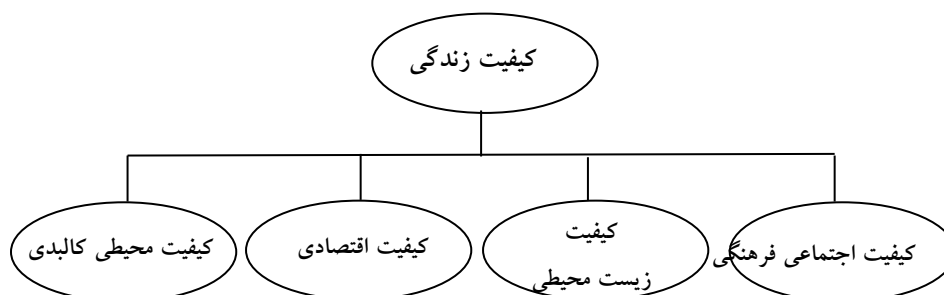 کیفیت زندگی
کیفیت اجتماعی فرهنگی
کیفیت
زیست محیطی
کیفیت اقتصادی
کیفیت محیطی کالبدی